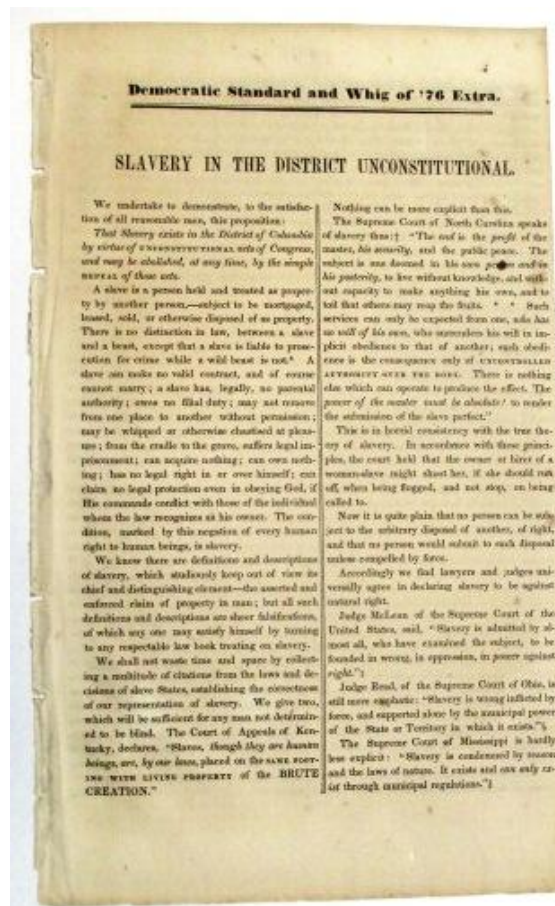 Democratic Standard and Whig of '76 Extra.
SLAVERY IN THE DISTRICT UNCONSTITUTIONAL.
We undertake to demonstrate, to the satisfac-
tion of all reasonable men, this proposition:
That Slavery exists in the District of Columbia
by virtue of UNCONSTITUTIONAL acts of Congress,
and may be abolished, at any time, by the simple
REPEAL of those acts.
A slave is a person held and treated as proper-
ty by another person,—subject to be mortgaged,
leased, sold, or otherwise disposed of as property.
There is no distinction in law, between a slave
and a beast, except that a slave is liable to prose-
cution for crime while a wild beast is not.* A
slave can make no valid contract, and of course
cannot marry; a slave has, legally, no parental
authority; owes no filial duty; may not remove
from one place to another without permission;
may be whipped or otherwise chastised at pleas-
ure; from the cradle to the grave, suffers legal im-
prisonment; can acquire nothing; can own noth-
ing; has no legal right in or over himself; can
claim no legal protection even in obeying God, if
His commands conflict with those of the individual
whom the law recognizes as his owner. The con-
dition, marked by this negation of every human
right to human beings, is slavery.
We know there are definitions and descriptions
of slavery, which studiously keep out of view its
chief and distinguishing element—the asserted and
enforced claim of property in man; but all such
definitions and descriptions are sheer falsifications,
of which any one may satisfy himself by turning
to any respectable law book treating on slavery.
We shall not waste time and space by collect-
ing a multitude of citations from the laws and de-
cisions of slave States, establishing the correctness
of our representation of slavery. We give two,
which will be sufficient for any man not determin-
ed to be blind. The Court of Appeals of Ken-
tucky, declares, "Slaves, though they are human
beings, are, by our laws, placed on the SAME FOOT-
ING WITH LIVING PROPERTY of the BRUTE
CREATION."
Nothing can be more explicit than this.
The Supreme Court of North Carolina speaks
of slavery thus:† "The end is the profit of the
master, his security, and the public peace. The
subject is one doomed in his own person and in
his posterity, to live without knowledge, and with-
out capacity to make anything his own, and to
toil that others may reap the fruits. * * Such
services can only be expected from one, who has
no will of his own, who surrenders his will in im-
plicit obedience to that of another; such obedi-
ence is the consequence only of UNCONTROLLED
AUTHORITY OVER THE BODY. There is nothing
else which can operate to produce the effect. The
power of the master must be absolute! to render
the submission of the slave perfect."
This is in horrid consistency with the true the-
ory of slavery. In accordance with these princi-
ples, the court held that the owner or hirer of a
woman-slave might shoot her, if she should run
off, when being flogged, and not stop, on being
called to.
Now it is quite plain that no person can be sub-
ject to the arbitrary disposal of another, of right,
and that no person would submit to such disposal
unless compelled by force.
Accordingly we find lawyers and judges uni-
versally agree in declaring slavery to be against
natural right.
Judge McLean of the Supreme Court of the
United States, said, "Slavery is admitted by al-
most all, who have examined the subject, to be
founded in wrong, in oppression, in power against
right."‡
Judge Read, of the Supreme Court of Ohio, is
still more emphatic: "Slavery is wrong inflicted by
force, and supported alone by the municipal power
of the State or Territory in which it exists."
The Supreme Court of Mississippi is hardly
less explicit: "Slavery is condemned by reason
and the laws of nature. It exists and can only ex-
ist through municipal regulations."